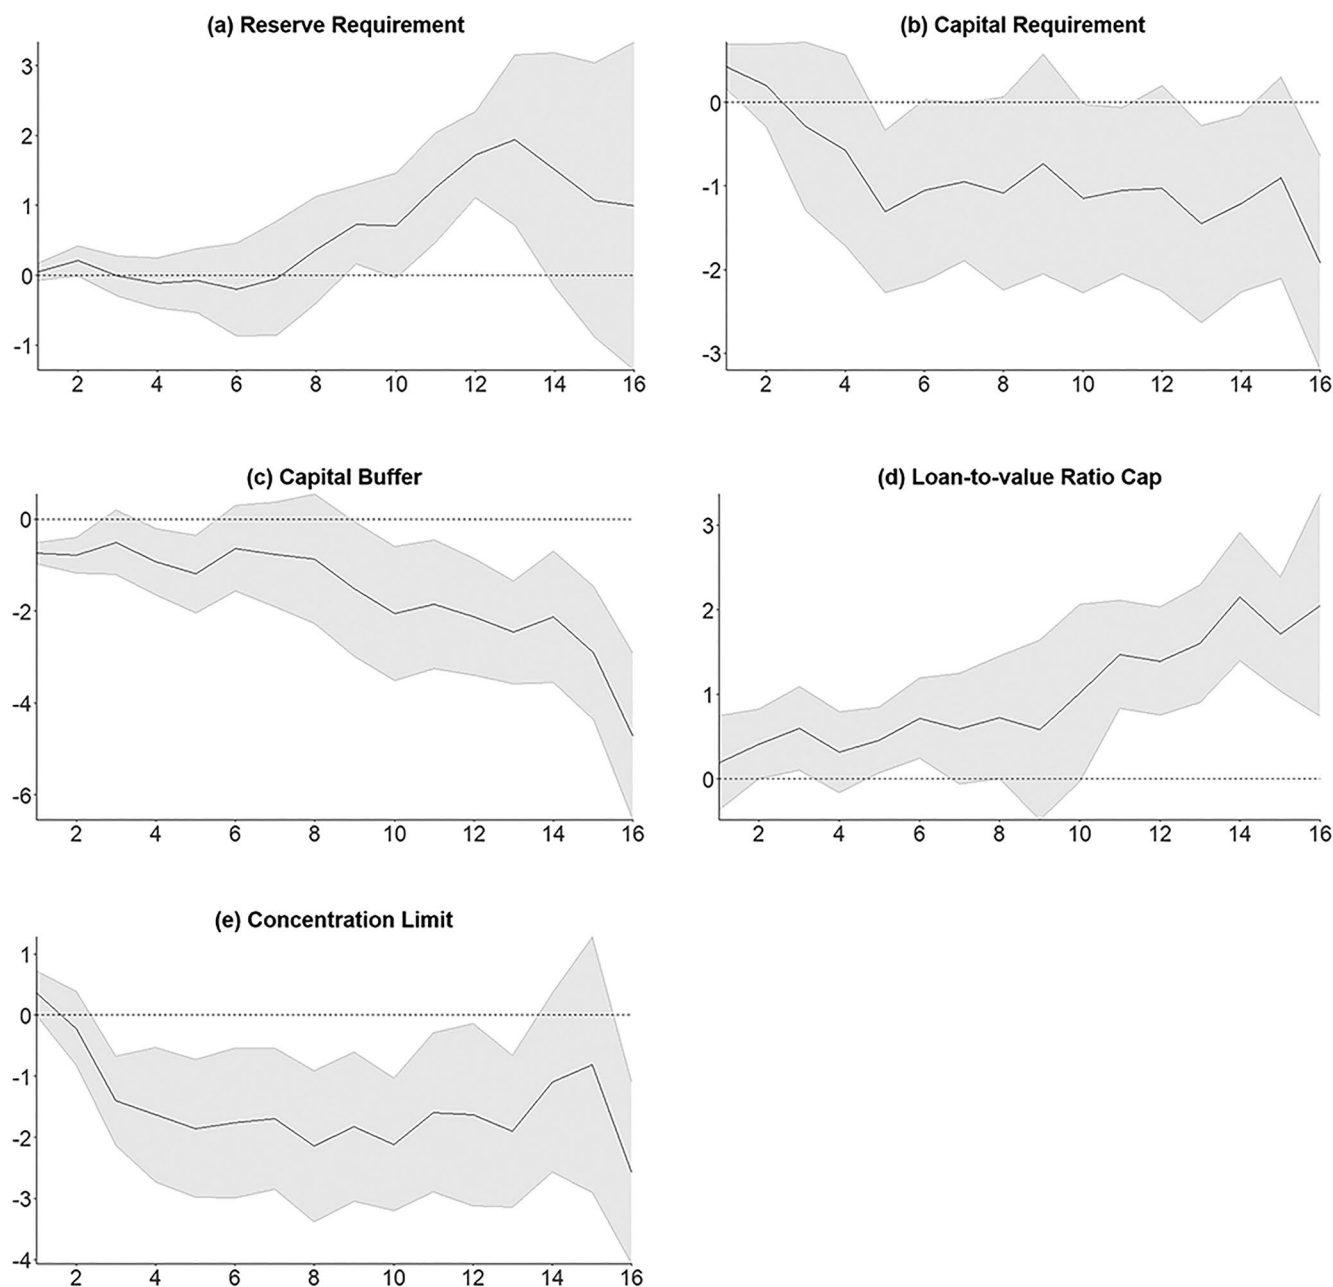 (a) Reserve Requirement
3
2
1
0
-1
2 4 6 8 10 12 14 16
(b) Capital Requirement
0
-1
-2
-3
2 4 6 8 10 12 14 16
(c) Capital Buffer
0
-2
-4
-6
2 4 6 8 10 12 14 16
(d) Loan-to-value Ratio Cap
3
2
1
0
2 4 6 8 10 12 14 16
(e) Concentration Limit
1
0
-1
-2
-3
-4
2 4 6 8 10 12 14 16